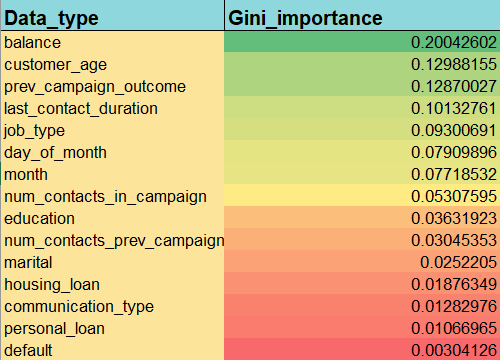 Data_type Gini_importance
balance 0.20042602
customer_age 0.12988155
prev_campaign_outcome 0.12870027
last_contact_duration 0.10132761
job_type 0.09300691
day_of_month 0.07909896
month 0.07718532
num_contacts_in_campaign 0.05307595
education 0.03631923
num_contacts_prev_campaign 0.03045353
marital 0.0252205
housing_loan 0.01876349
communication_type 0.01282976
personal_loan 0.01066965
default 0.00304126